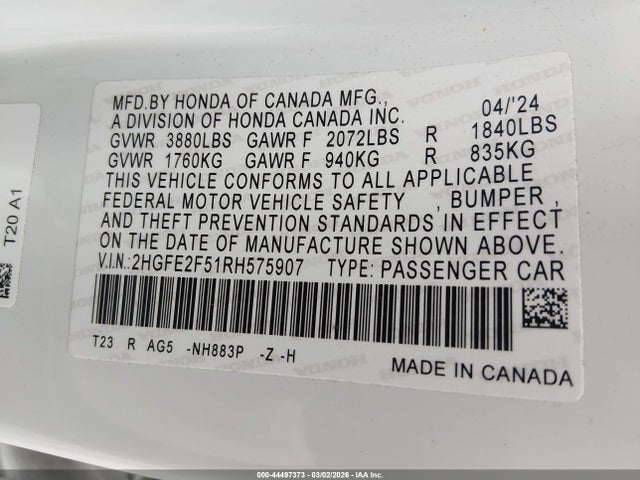 MFD.BY HONDA OF CANADA MFG., 04/'24
A DIVISION OF HONDA CANADA INC.
GVWR 3880LBS GAWR F 2072LBS R 1840LBS
GVWR 1760KG GAWR F 940KG R 835KG
THIS VEHICLE CONFORMS TO ALL APPLICABLE
FEDERAL MOTOR VEHICLE SAFETY , BUMPER ,
AND THEFT PREVENTION STANDARDS IN EFFECT
ON THE DATE OF MANUFACTURE SHOWN ABOVE.
V.I.N.:2HGFE2F51RH575907 TYPE: PASSENGER CAR
T23 R AG5 -NH883P -Z -H
MADE IN CANADA
T20 A1
HONDA HONDA HONDA
000-44497373 - 03/02/2026 - IAA Inc.